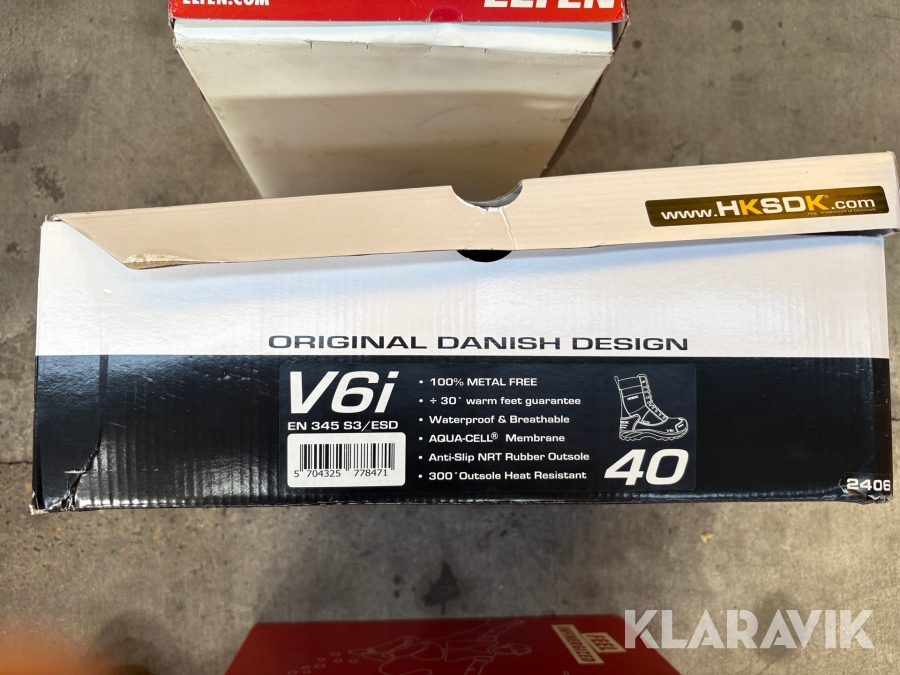 ELTEN.COM
ELTEN
www.HKSDK.com
ORIGINAL DANISH DESIGN
V6i
EN 345 S3/ESD
5 704325 778471
• 100% METAL FREE
• ÷ 30° warm feet guarantee
• Waterproof & Breathable
• AQUA-CELL® Membrane
• Anti-Slip NRT Rubber Outsole
• 300°Outsole Heat Resistant
40
2406
FEEL
KLARAVIK